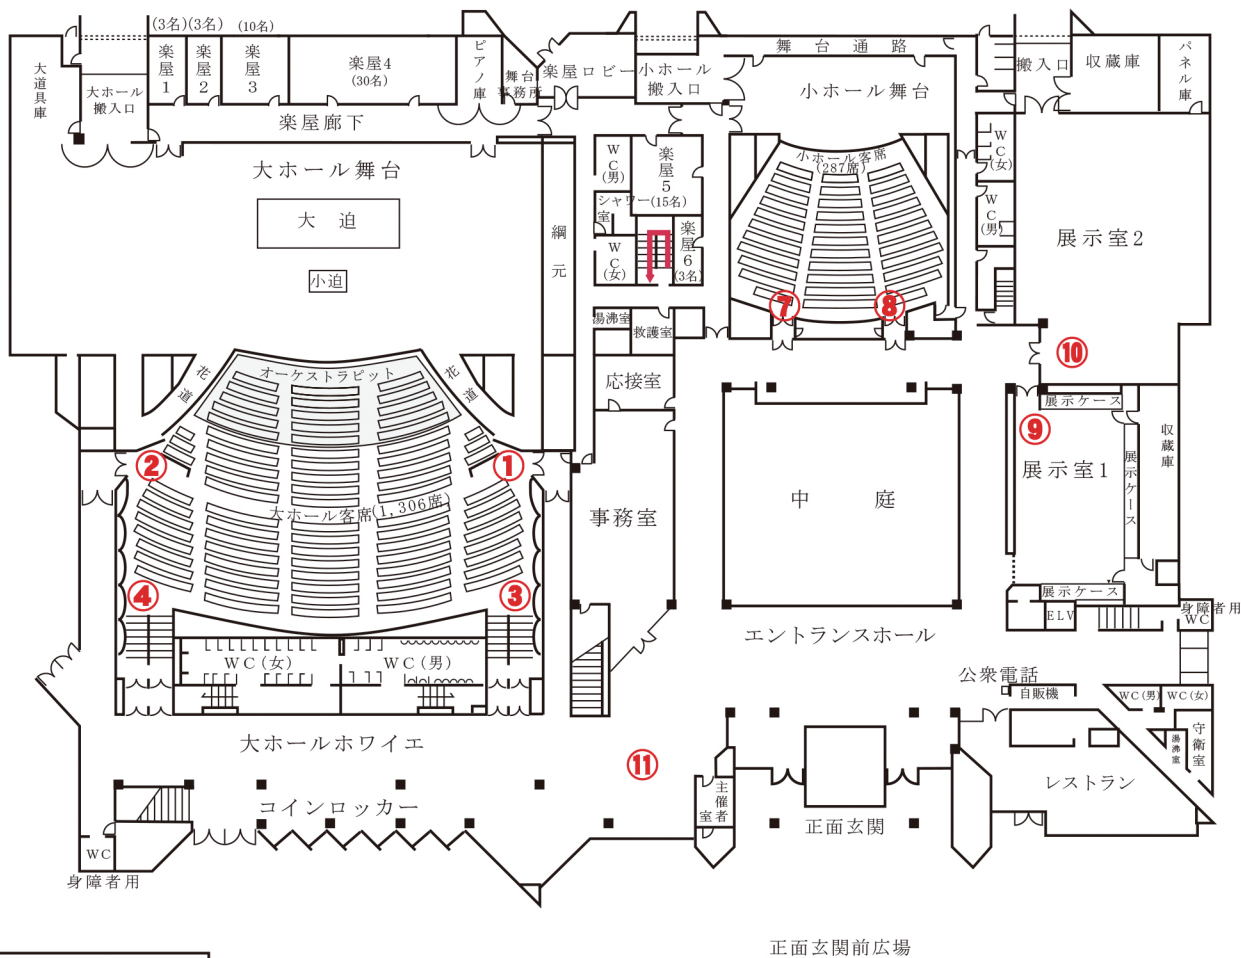 (3名)(3名) (10名)
楽屋1
楽屋2
楽屋3
楽屋4
(30名)
ピアノ庫
舞台事務所
楽屋ロビー
小ホール
搬入口
舞台通路
搬入口
収蔵庫
パネル庫
大道具庫
大ホール
搬入口
楽屋廊下
小ホール舞台
大ホール舞台
WC(男)
楽屋5
(15名)
シャワー室
小ホール客席
(287席)
WC(女)
WC(男)
展示室2
大 迫
小迫
綱元
WC(女)
楽屋6
(3名)
⑦
⑧
湯沸室
救護室
⑩
花道
オーケストラピット
花道
応接室
展示ケース
⑨
展示室1
展示ケース
収蔵庫
②
①
大ホール客席(1,306席)
事務室
中 庭
④
③
展示ケース
ELV
身障者用
WC
エントランスホール
WC(女)
WC(男)
公衆電話
自販機
WC(男)
WC(女)
守衛室
湯沸室
大ホールホワイエ
⑪
主催者室
レストラン
コインロッカー
正面玄関
WC
身障者用
正面玄関前広場